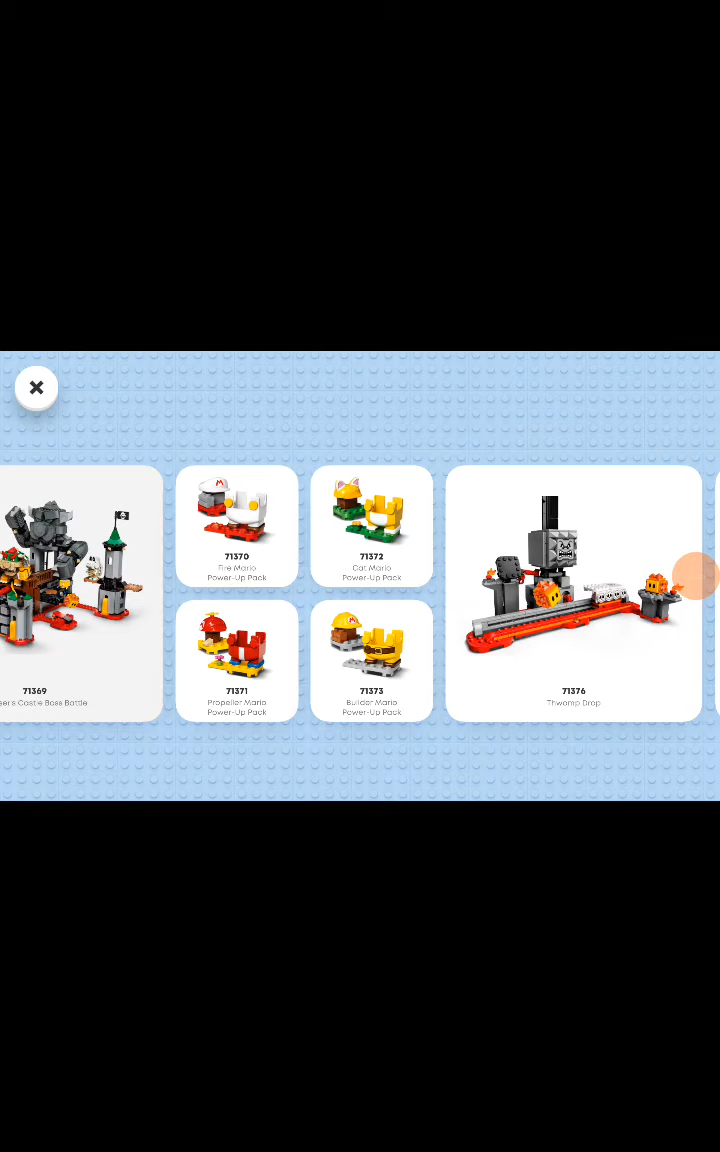 71369
ser's Castle Boss Battle
71370
Fire Mario
Power-Up Pack
71372
Cat Mario
Power-Up Pack
71371
Propeller Mario
Power-Up Pack
71373
Builder Mario
Power-Up Pack
71376
Thwomp Drop